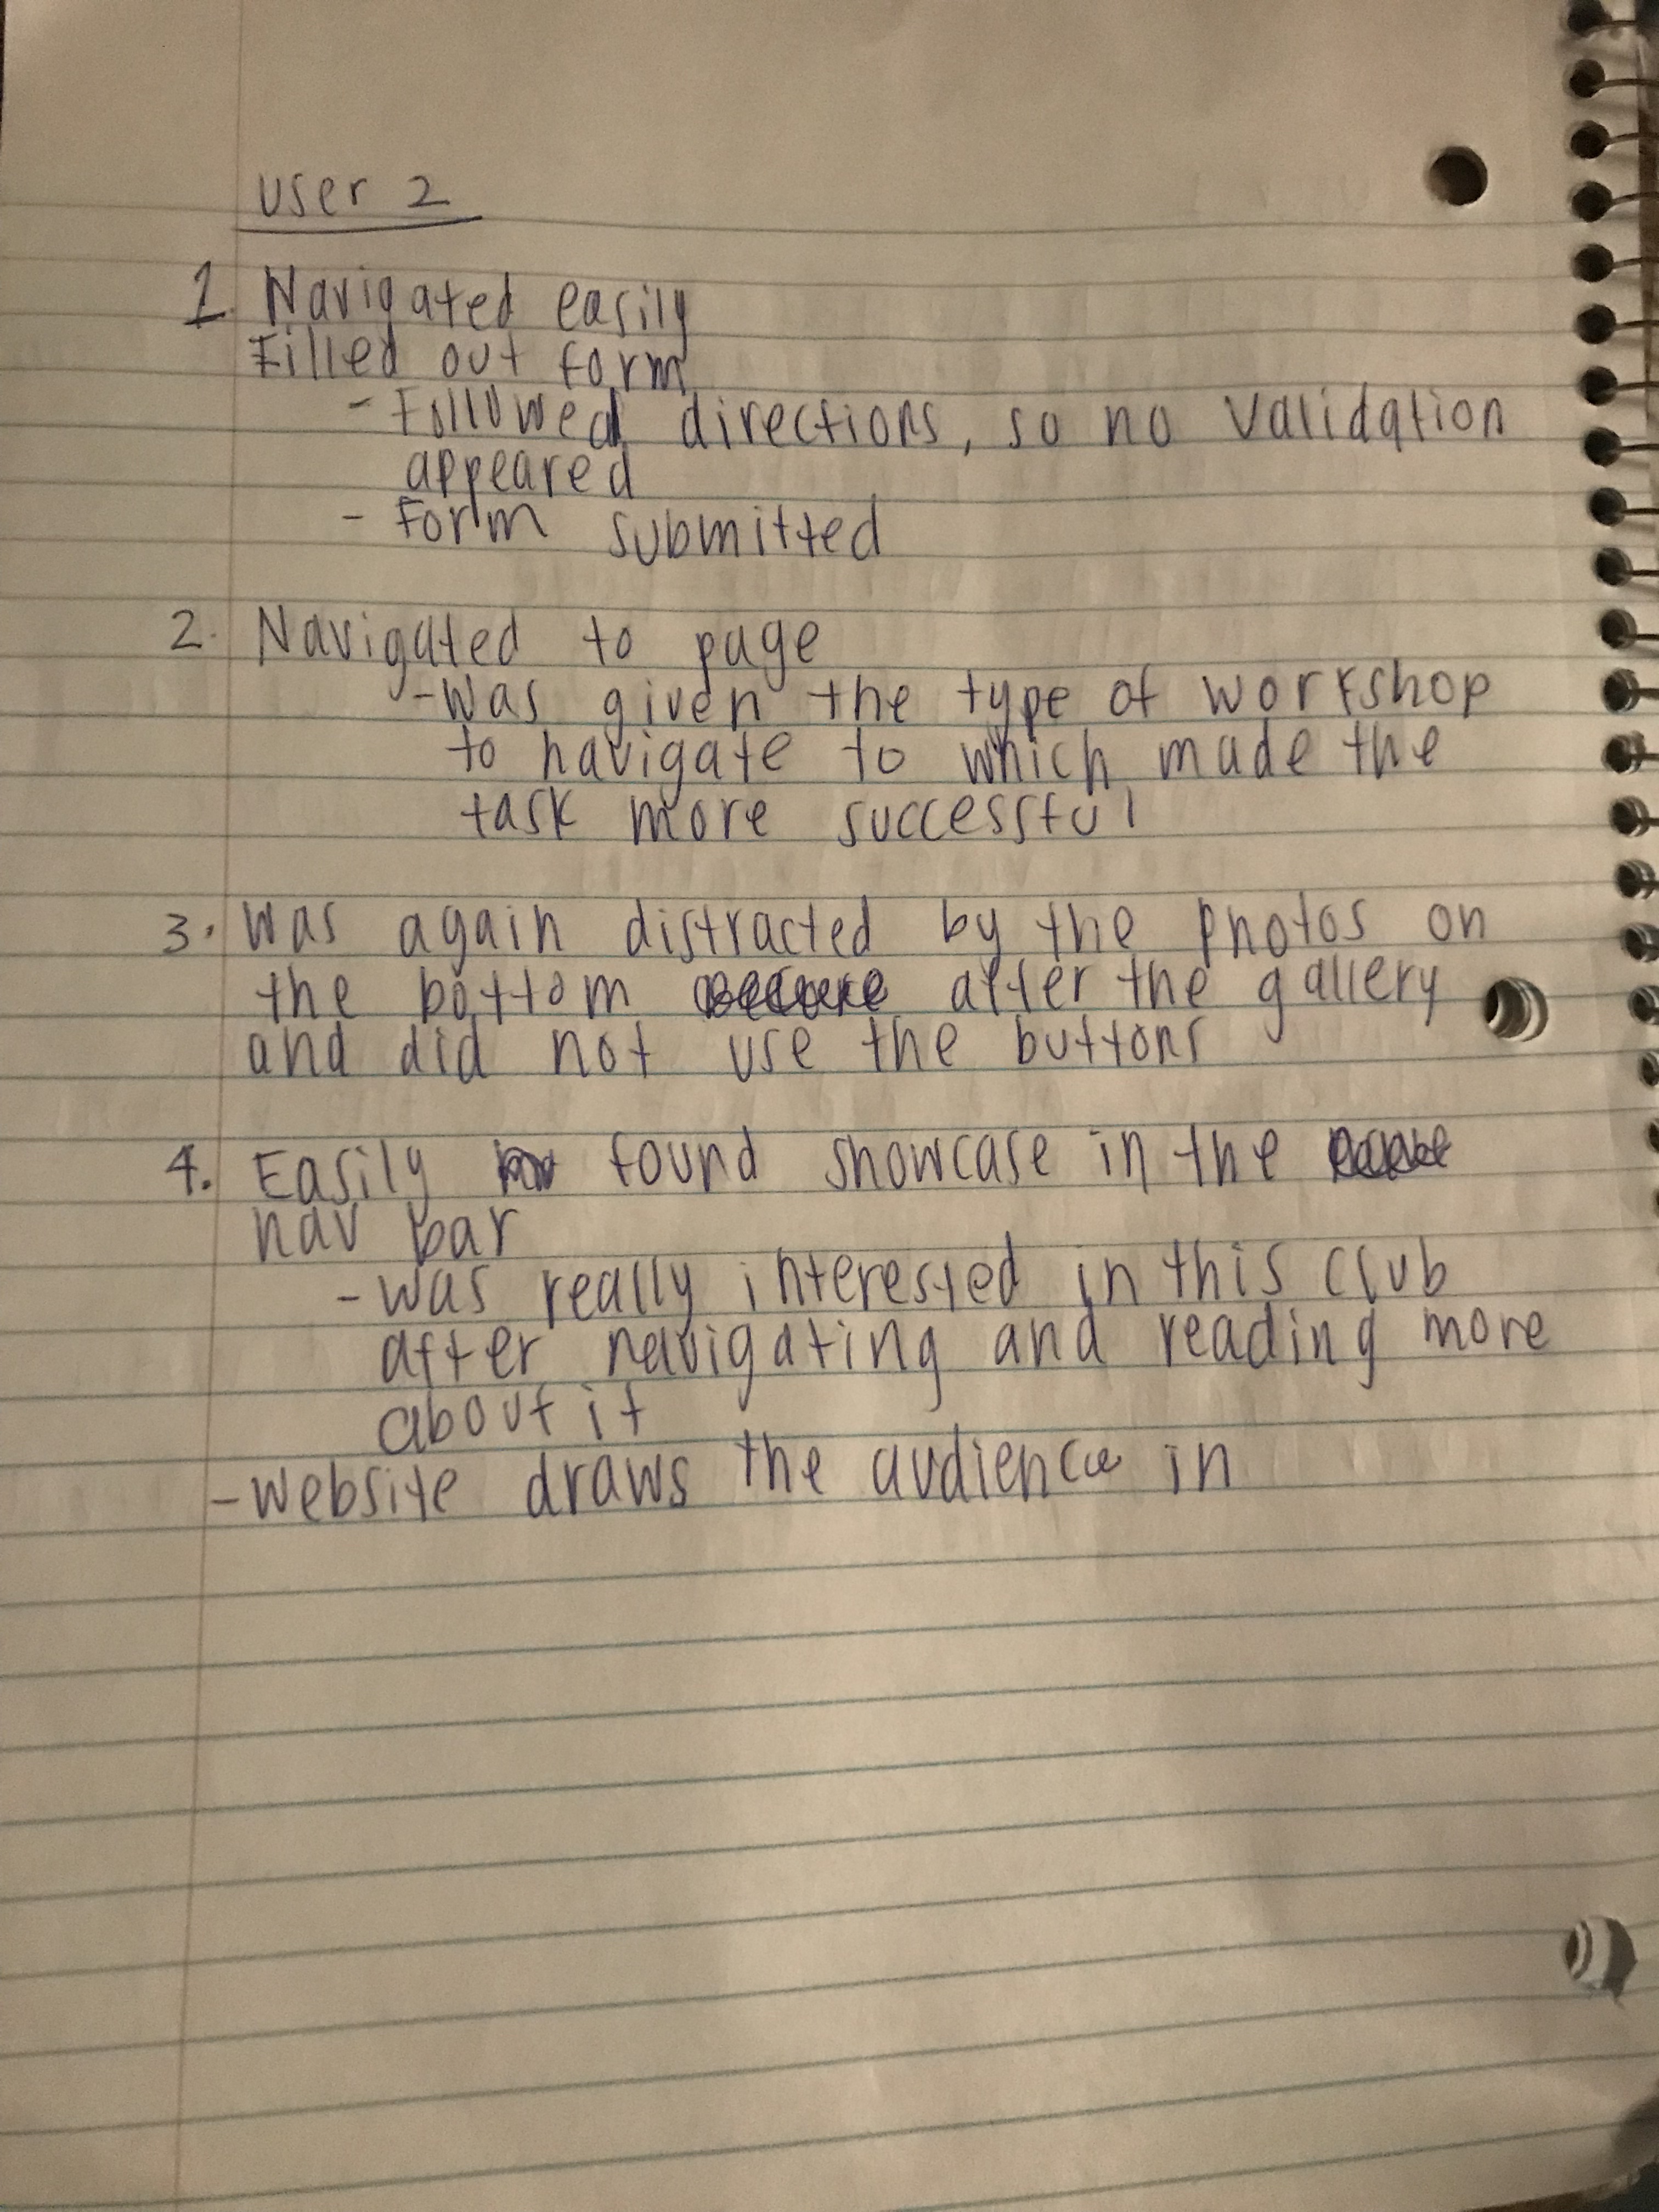 User 2
1. Navigated easily
Filled out form
- Followed directions, so no validation
appeared
- Form submitted
2. Navigated to page
- Was given the type of workshop
to navigate to which made the
task more successful
3. Was again distracted by the photos on
the bottom after the gallery
and did not use the buttons
4. Easily found showcase in the
nav bar
- Was really interested in this club
after navigating and reading more
about it
- Website draws the audience in